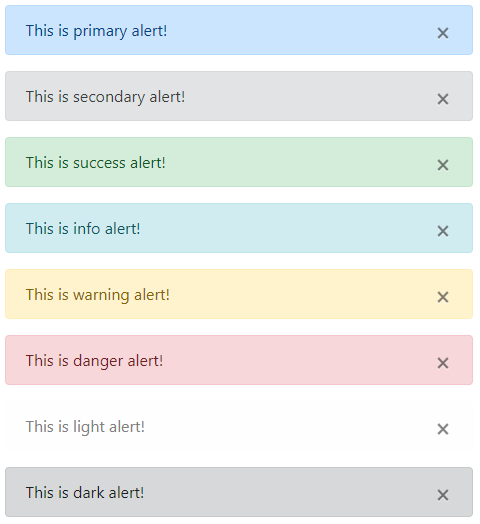 This is primary alert! ×
This is secondary alert! ×
This is success alert! ×
This is info alert! ×
This is warning alert! ×
This is danger alert! ×
This is light alert! ×
This is dark alert! ×